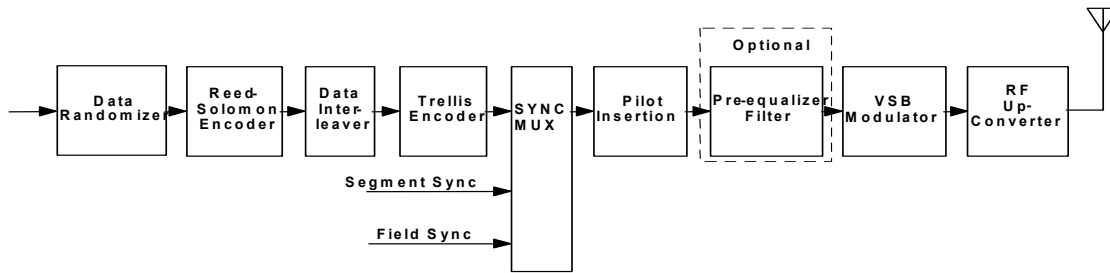 Optional
Data
Randomizer
Reed-
Solomon
Encoder
Data
Inter-
leaver
Trellis
Encoder
SYNC
MUX
Pilot
Insertion
Pre-equalizer
Filter
VSB
Modulator
RF
Up-
Converter
Segment Sync
Field Sync